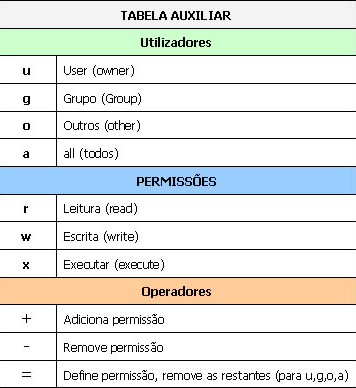 TABELA AUXILIAR
Utilizadores
u User (owner)
g Grupo (Group)
o Outros (other)
a all (todos)
PERMISSÕES
r Leitura (read)
w Escrita (write)
x Executar (execute)
Operadores
+ Adiciona permissão
- Remove permissão
= Define permissão, remove as restantes (para u,g,o,a)